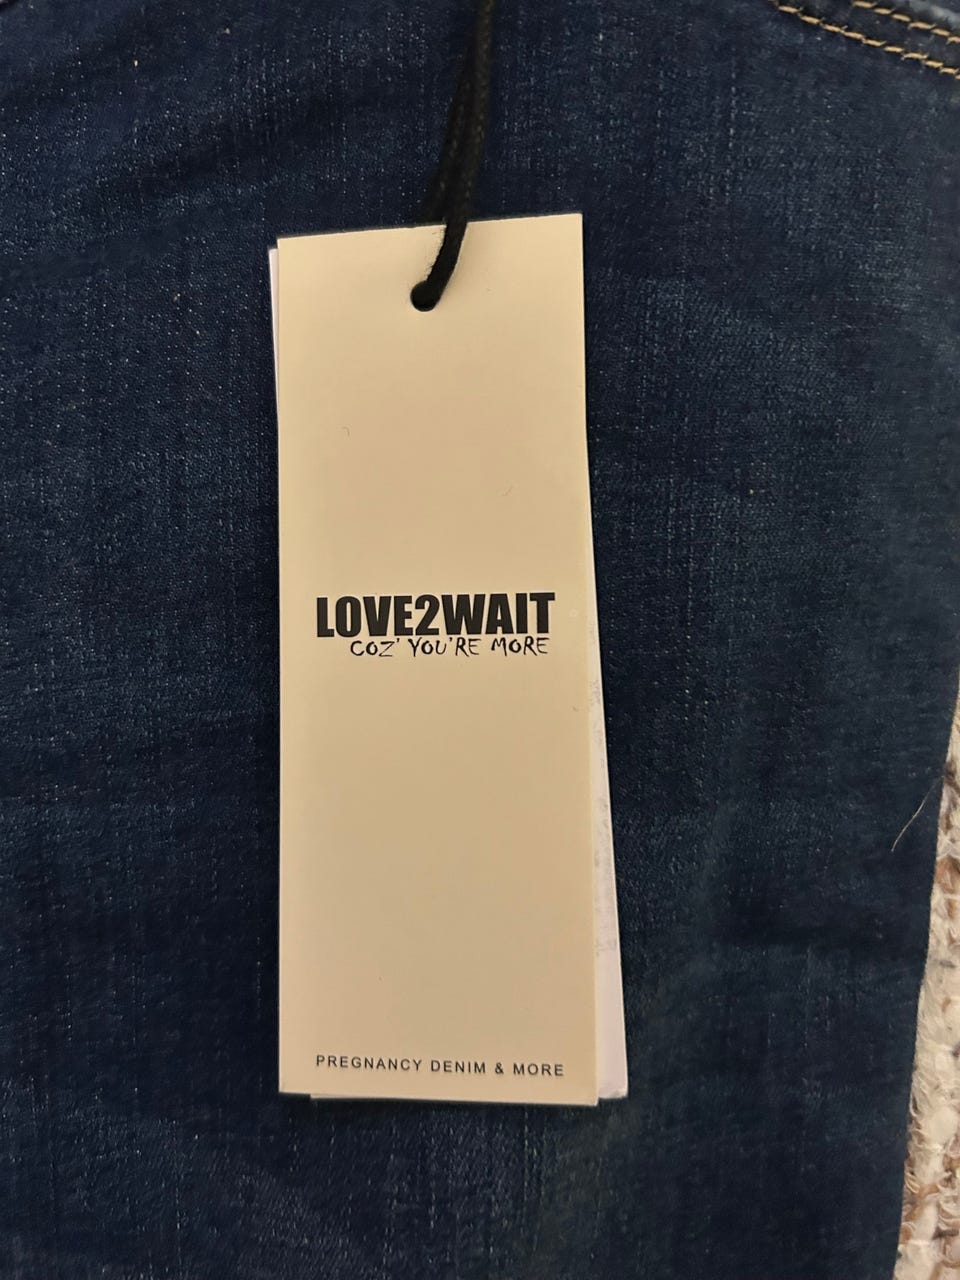 LOVE2WAIT
COZ' YOU'RE MORE
PREGNANCY DENIM & MORE